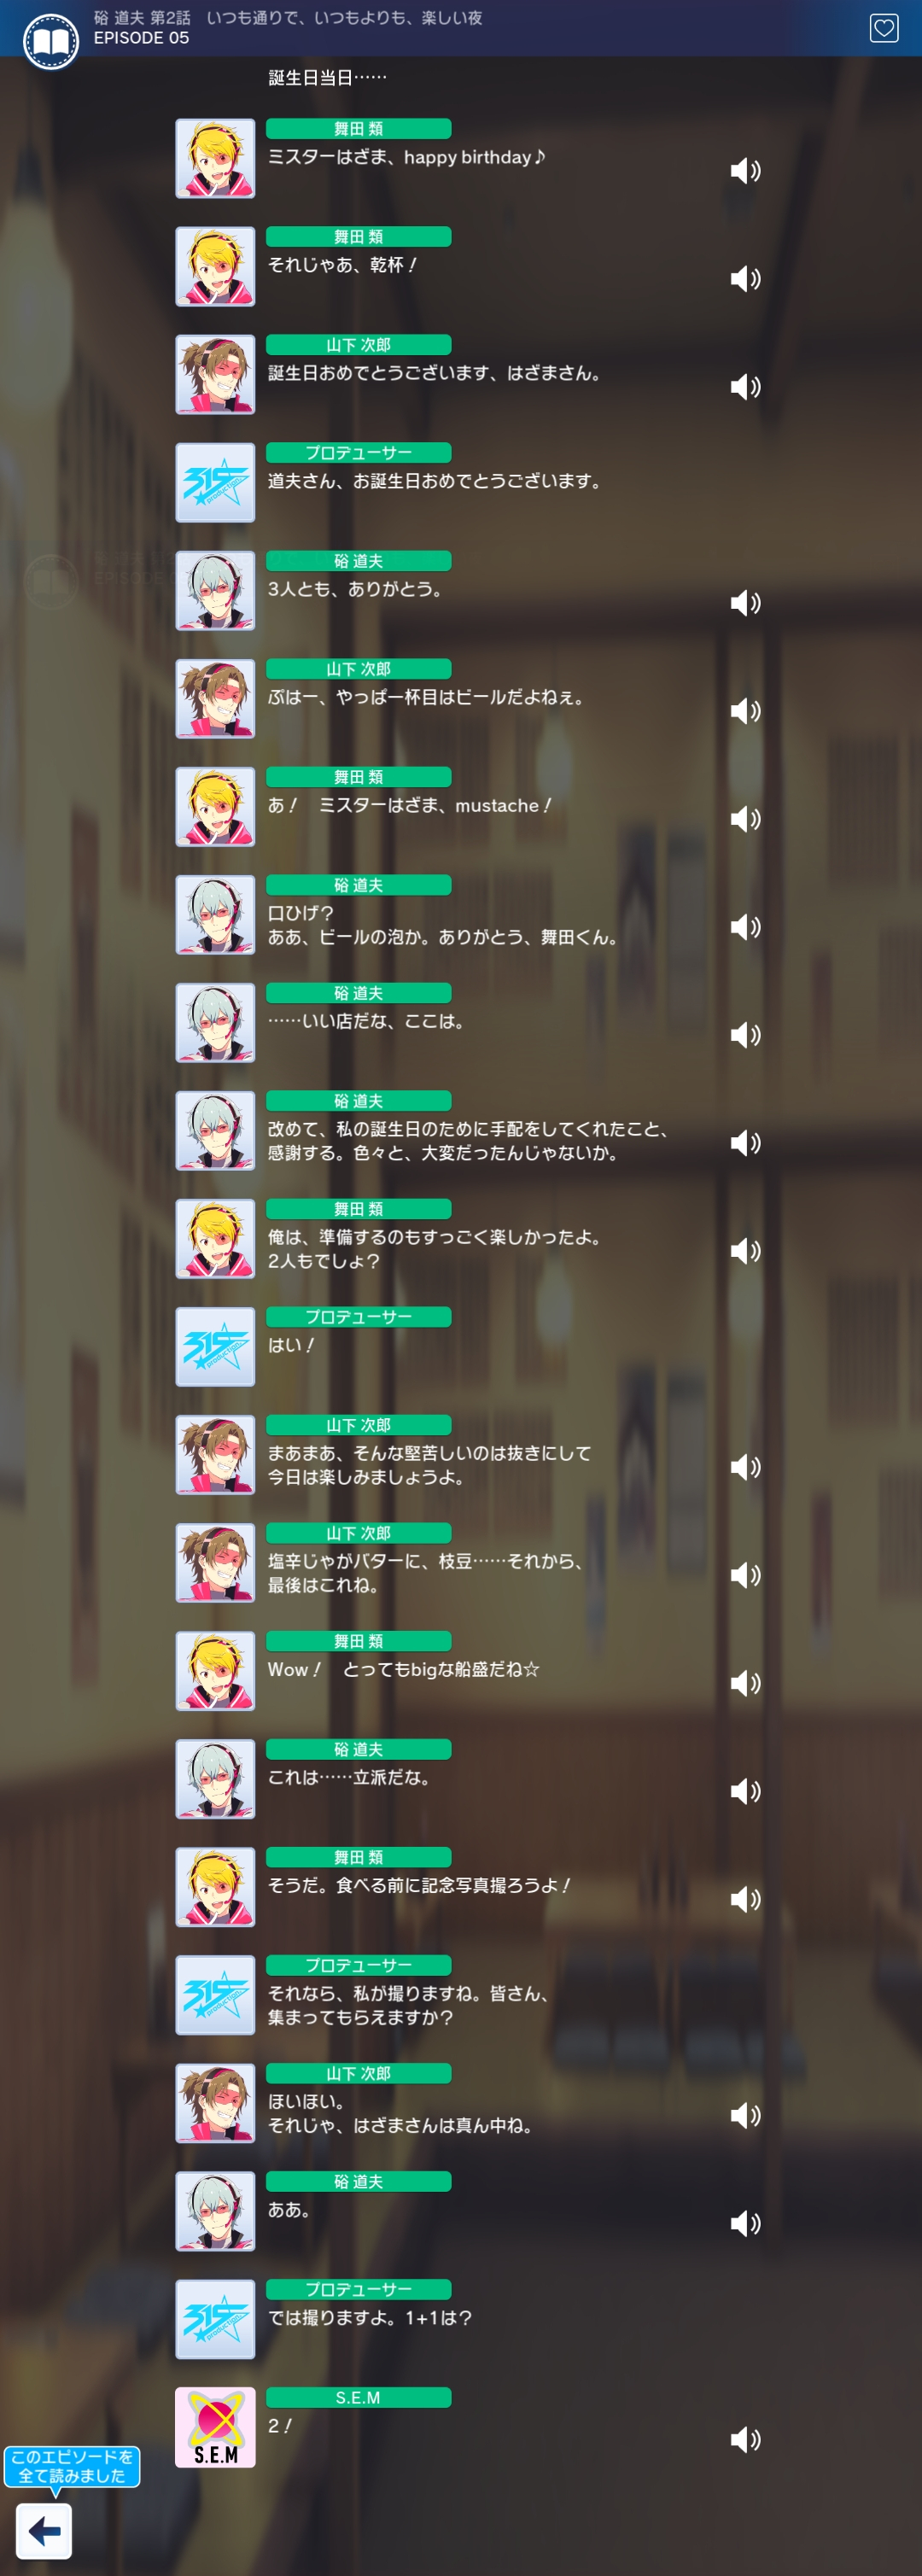 硲 道夫 第2話　いつも通りで、いつもよりも、楽しい夜
EPISODE 05
誕生日当日……
舞田 類
ミスターはざま、happy birthday♪
舞田 類
それじゃあ、乾杯！
山下 次郎
誕生日おめでとうございます、はざまさん。
315 production
プロデューサー
道夫さん、お誕生日おめでとうございます。
硲 道夫
3人とも、ありがとう。
山下 次郎
ぷはー、やっぱ一杯目はビールだよねぇ。
舞田 類
あ！　ミスターはざま、mustache！
硲 道夫
口ひげ？
ああ、ビールの泡か。ありがとう、舞田くん。
硲 道夫
……いい店だな、ここは。
硲 道夫
改めて、私の誕生日のために手配をしてくれたこと、
感謝する。色々と、大変だったんじゃないか。
舞田 類
俺は、準備するのもすっごく楽しかったよ。
2人もでしょ？
315 production
プロデューサー
はい！
山下 次郎
まあまあ、そんな堅苦しいのは抜きにして
今日は楽しみましょうよ。
山下 次郎
塩辛じゃがバターに、枝豆……それから、
最後はこれね。
舞田 類
Wow！　とってもbigな船盛だね☆
硲 道夫
これは……立派だな。
舞田 類
そうだ。食べる前に記念写真撮ろうよ！
315 production
プロデューサー
それなら、私が撮りますね。皆さん、
集まってもらえますか？
山下 次郎
ほいほい。
それじゃ、はざまさんは真ん中ね。
硲 道夫
ああ。
315 production
プロデューサー
では撮りますよ。1+1は？
S.E.M
S.E.M
2！
このエピソードを
全て読みました